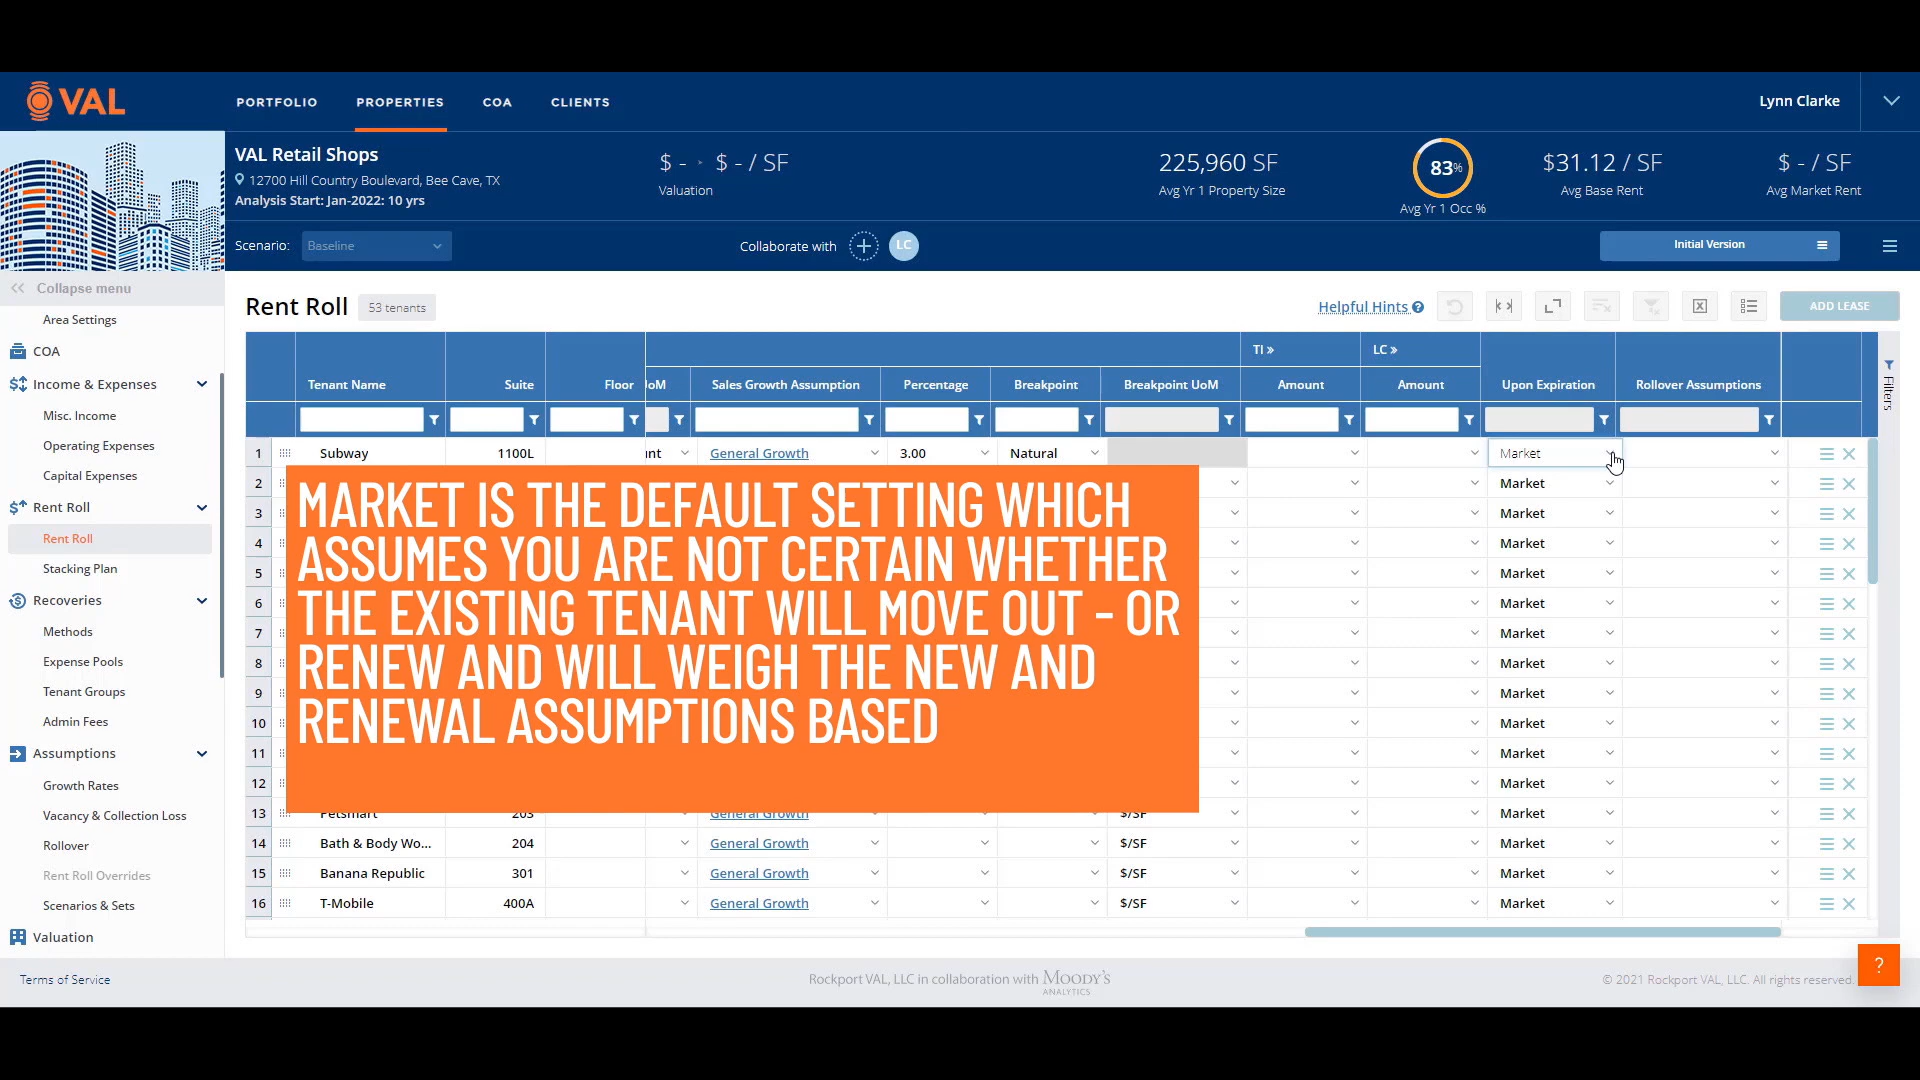 VAL
PORTFOLIO PROPERTIES COA CLIENTS
Lynn Clarke
VAL Retail Shops
12700 Hill Country Boulevard, Bee Cave, TX
Analysis Start: Jan-2022: 10 yrs
$ - $ - / SF
Valuation
225,960 SF
Avg Yr 1 Property Size
83%
Avg Yr 1 Occ %
$31.12 / SF
Avg Base Rent
$ - / SF
Avg Market Rent
Scenario: Baseline
Collaborate with + LC
Initial Version
Collapse menu
Area Settings
COA
Income & Expenses
Misc. Income
Operating Expenses
Capital Expenses
Rent Roll
Rent Roll
Stacking Plan
Recoveries
Methods
Expense Pools
Tenant Groups
Admin Fees
Assumptions
Growth Rates
Vacancy & Collection Loss
Rollover
Rent Roll Overrides
Scenarios & Sets
Valuation
Rent Roll 53 tenants
Helpful Hints ?
ADD LEASE
TI » LC »
Tenant Name Suite Floor JoM Sales Growth Assumption Percentage Breakpoint Breakpoint UoM Amount Amount Upon Expiration Rollover Assumptions
Filters
1 Subway 1100L nt General Growth 3.00 Natural Market
2 Market
3 Market
4 Market
5 Market
6 Market
7 Market
8 Market
9 Market
10 Market
11 Market
12 Market
13 Petsmart 203 General Growth $/SF Market
14 Bath & Body Wo... 204 General Growth $/SF Market
15 Banana Republic 301 General Growth $/SF Market
16 T-Mobile 400A General Growth $/SF Market
MARKET IS THE DEFAULT SETTING WHICH
ASSUMES YOU ARE NOT CERTAIN WHETHER
THE EXISTING TENANT WILL MOVE OUT - OR
RENEW AND WILL WEIGH THE NEW AND
RENEWAL ASSUMPTIONS BASED
?
Terms of Service
Rockport VAL, LLC in collaboration with MOODY'S
ANALYTICS
© 2021 Rockport VAL, LLC. All rights reserved.